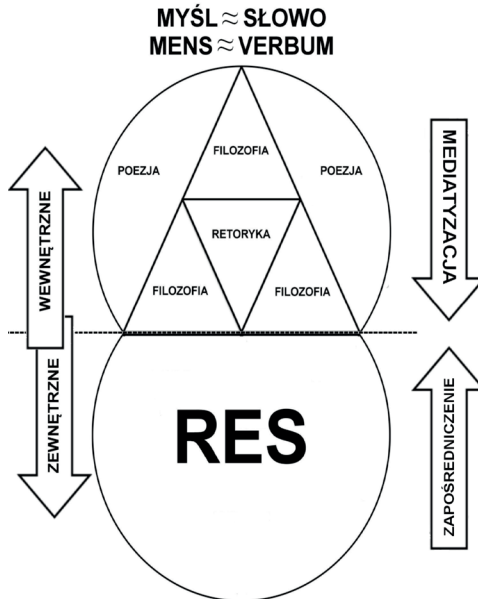 MYŚL ≈ SŁOWO
MENS ≈ VERBUM
FILOZOFIA
POEZJA
POEZJA
RETORYKA
FILOZOFIA
FILOZOFIA
WEWNĘTRZNE
ZEWNĘTRZNE
MEDIATYZACJA
ZAPOŚREDNICZENIE
RES